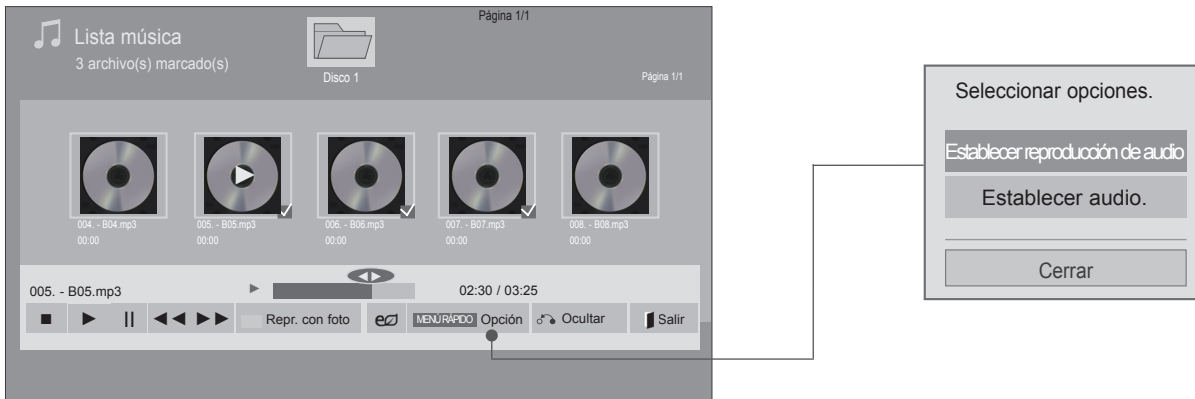 Página 1/1
Lista música
3 archivo(s) marcado(s)
Disco 1
Página 1/1
004. - B04.mp3
00:00
005. - B05.mp3
00:00
006. - B06.mp3
00:00
007. - B07.mp3
00:00
008. - B08.mp3
00:00
005. - B05.mp3
02:30 / 03:25
Repr. con foto
MENÚ RÁPIDO Opción
Ocultar
Salir
Seleccionar opciones.
Establecer reproducción de audio
Establecer audio.
Cerrar